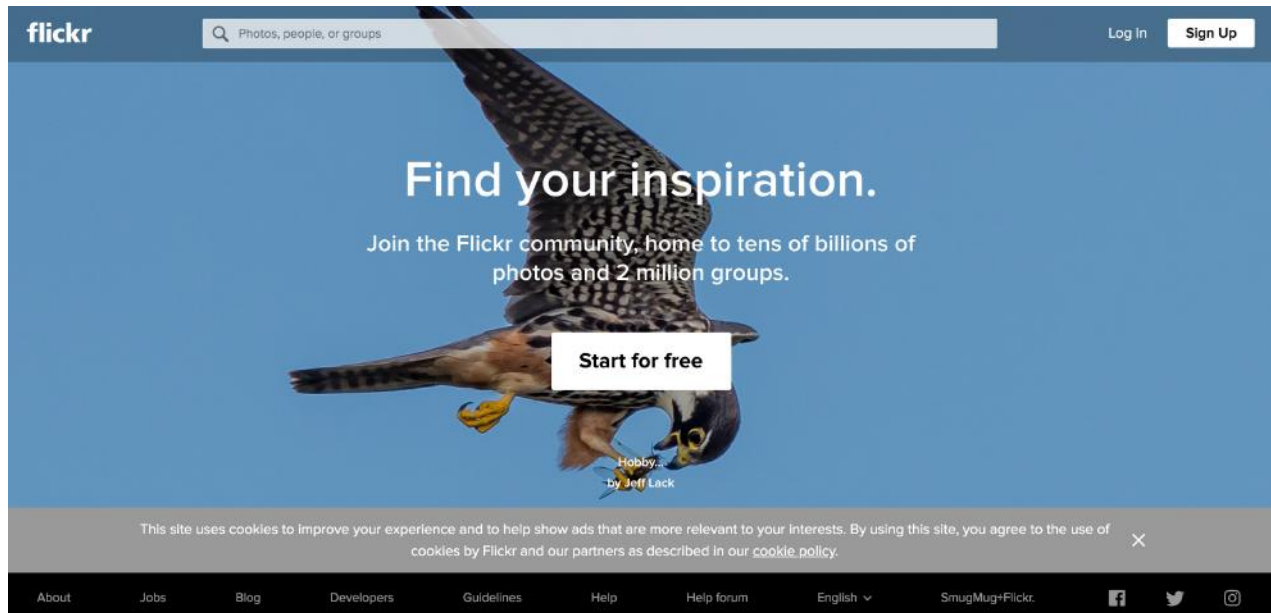 flickr
Photos, people, or groups
Log In
Sign Up
Find your inspiration.
Join the Flickr community, home to tens of billions of
photos and 2 million groups.
Start for free
Hobby...
by Jeff Lack
This site uses cookies to improve your experience and to help show ads that are more relevant to your interests. By using this site, you agree to the use of
cookies by Flickr and our partners as described in our cookie policy.
About
Jobs
Blog
Developers
Guidelines
Help
Help forum
English
SmugMug+Flickr.